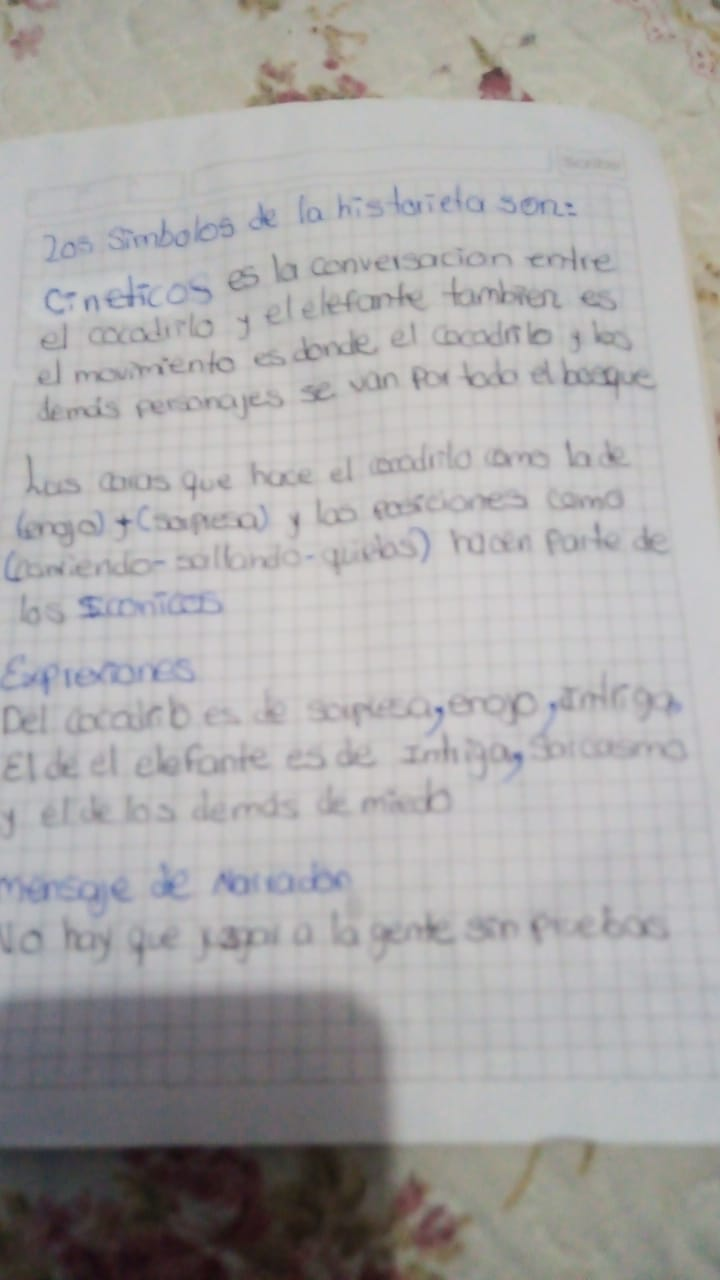 Los Simbolos de la historieta son:
Cineticos es la conversacion entre
el cocodirlo y el elefante tambien es
el movimiento es donde el cocodrilo y los
demás personajes se van por todo el bosque
Las caras que hace el cocodrilo como la de
(enojo) + (sorpresa) y las posiciones como
(corriendo-saltando-quietos) hacen parte de
los Iconicos
Expreciones
Del cocodrilo es de sorpresa, enojo, intriga,
El de el elefante es de Intriga, Sarcasmo
y el de los demás de miedo
mensaje de Narrador
No hay que jusgar a la gente sin pruebas